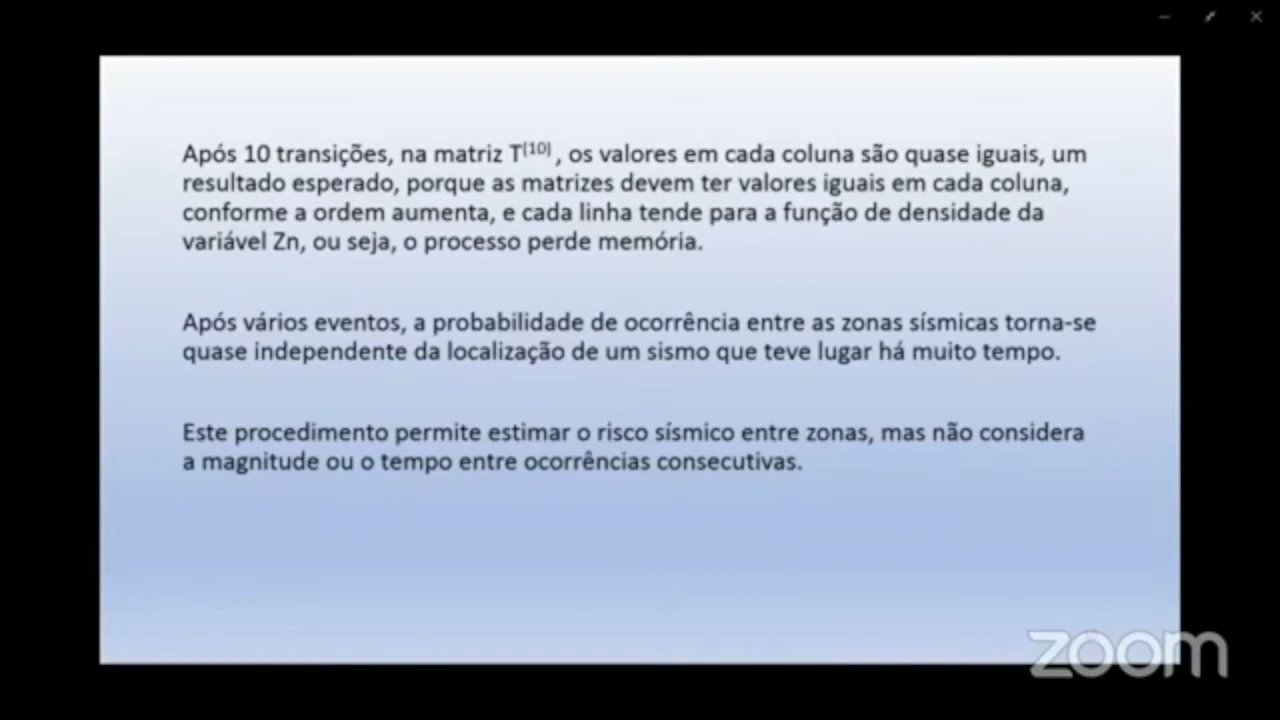 Após 10 transições, na matriz T(10) , os valores em cada coluna são quase iguais, um
resultado esperado, porque as matrizes devem ter valores iguais em cada coluna,
conforme a ordem aumenta, e cada linha tende para a função de densidade da
variável Zn, ou seja, o processo perde memória.
Após vários eventos, a probabilidade de ocorrência entre as zonas sísmicas torna-se
quase independente da localização de um sismo que teve lugar há muito tempo.
Este procedimento permite estimar o risco sísmico entre zonas, mas não considera
a magnitude ou o tempo entre ocorrências consecutivas.
zoom